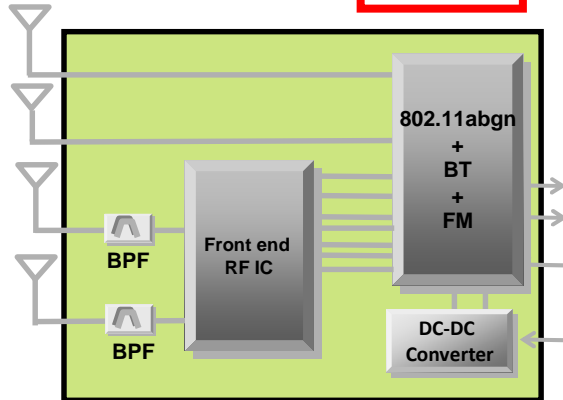 802.11abgn
+
BT
+
FM
Front end
RF IC
BPF
BPF
DC-DC
Converter